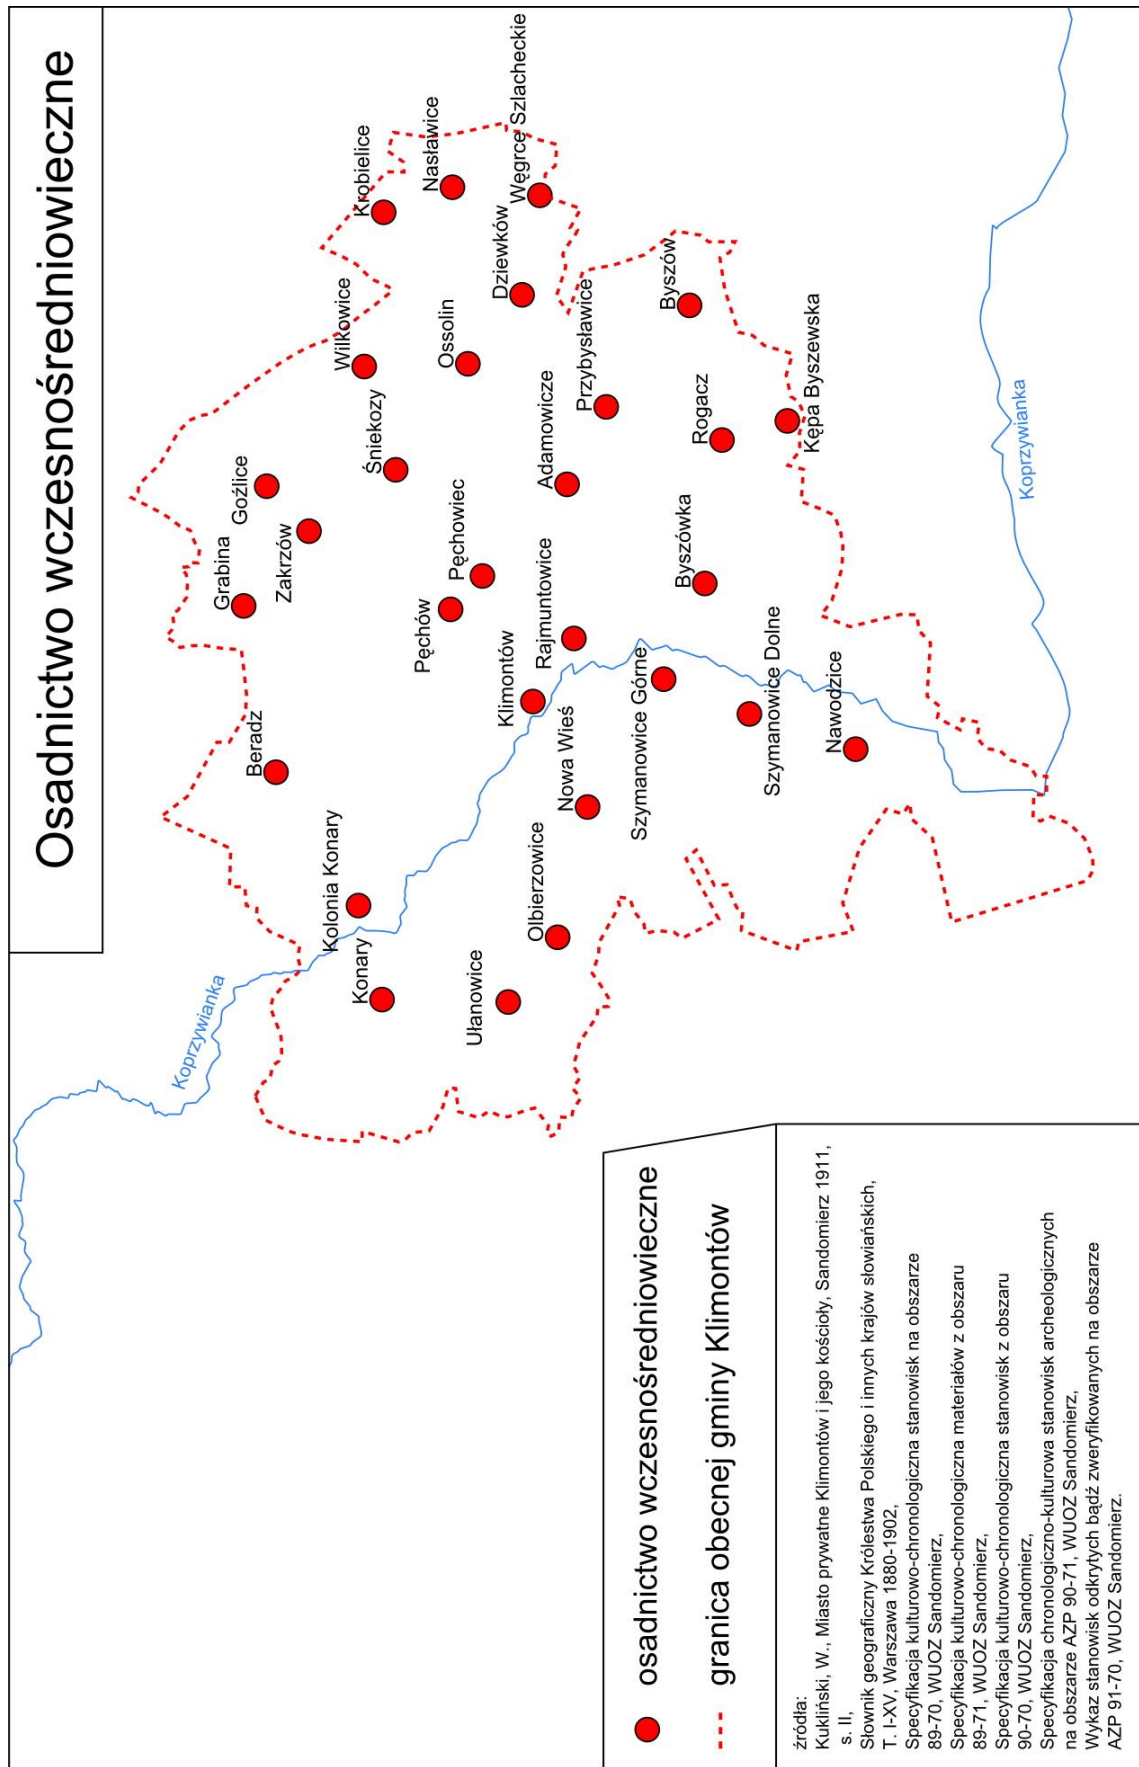 Osadnictwo wczesnośredniowieczne
Koprzywianka
Grabina
Goźlice
Zakrzów
Beradz
Wilkowice
Krobielice
Kolonia Konary
Konary
Śniekozy
Nasławice
Pęchów
Pęchowiec
Ossolin
Ułanowice
Klimontów
Dziewków
Węgrce Szlacheckie
Olbierzowice
Nowa Wieś
Rajmuntowice
Adamowicze
Przybysławice
Szymanowice Górne
Byszówka
Rogacz
Byszów
Szymanowice Dolne
Kępa Byszewska
Nawodzice
Koprzywianka
osadnictwo wczesnośredniowieczne
granica obecnej gminy Klimontów
źródła:
Kukliński, W., Miasto prywatne Klimontów i jego kościoły, Sandomierz 1911,
s. II,
Słownik geograficzny Królestwa Polskiego i innych krajów słowiańskich,
T. I-XV, Warszawa 1880-1902,
Specyfikacja kulturowo-chronologiczna stanowisk na obszarze
89-70, WUOZ Sandomierz,
Specyfikacja kulturowo-chronologiczna materiałów z obszaru
89-71, WUOZ Sandomierz,
Specyfikacja kulturowo-chronologiczna stanowisk z obszaru
90-70, WUOZ Sandomierz,
Specyfikacja chronologiczno-kulturowa stanowisk archeologicznych
na obszarze AZP 90-71, WUOZ Sandomierz,
Wykaz stanowisk odkrytych bądź zweryfikowanych na obszarze
AZP 91-70, WUOZ Sandomierz.